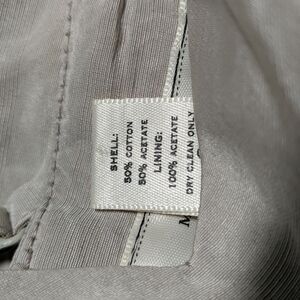 SHELL:
50% COTTON
50% ACETATE
LINING:
100% ACETATE
DRY CLEAN ONLY